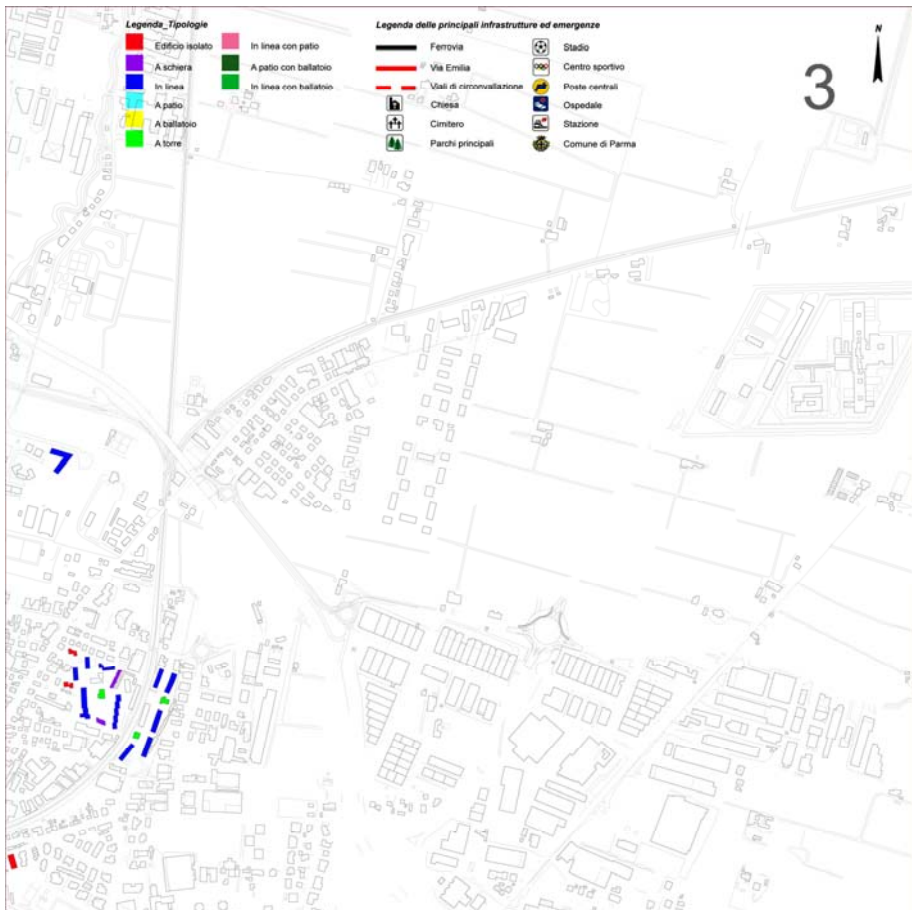 Legenda_Tipologie
Edificio isolato
A schiera
In linea
A patio
A ballatoio
A torre
In linea con patio
A patio con ballatoio
In linea con ballatoio
Legenda delle principali infrastrutture ed emergenze
Ferrovia
Via Emilia
Viali di circonvallazione
Chiesa
Cimitero
Parchi principali
Stadio
Centro sportivo
Poste centrali
Ospedale
Stazione
Comune di Parma
3
N